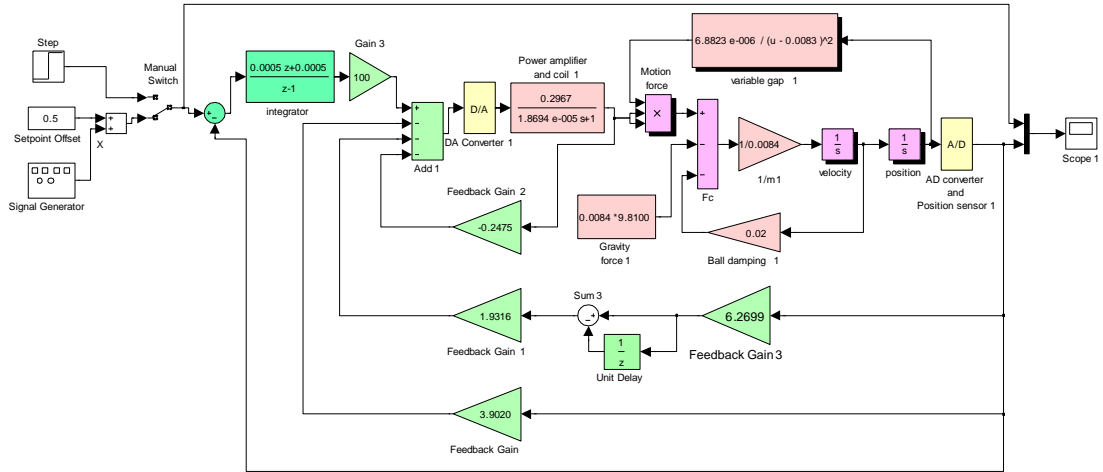 Step
Manual
Switch
0.5
Setpoint Offset
+
+
X
Signal Generator
+
−
0.0005 z+0.0005
z-1
integrator
Gain 3
100
+
−
−
−
Add 1
D/A
DA Converter 1
Power amplifier
and coil 1
0.2967
1.8694 e-005 s+1
Feedback Gain 2
-0.2475
Motion
force
×
6.8823 e-006 / (u - 0.0083 )^2
variable gap 1
+
−
−
Fc
0.0084 *9.8100
Gravity
force 1
1/0.0084
1/m1
1
s
velocity
1
s
position
0.02
Ball damping 1
A/D
AD converter
and
Position sensor 1
Scope 1
1.9316
Feedback Gain 1
Sum 3
−
+
1
z
Unit Delay
6.2699
Feedback Gain 3
3.9020
Feedback Gain